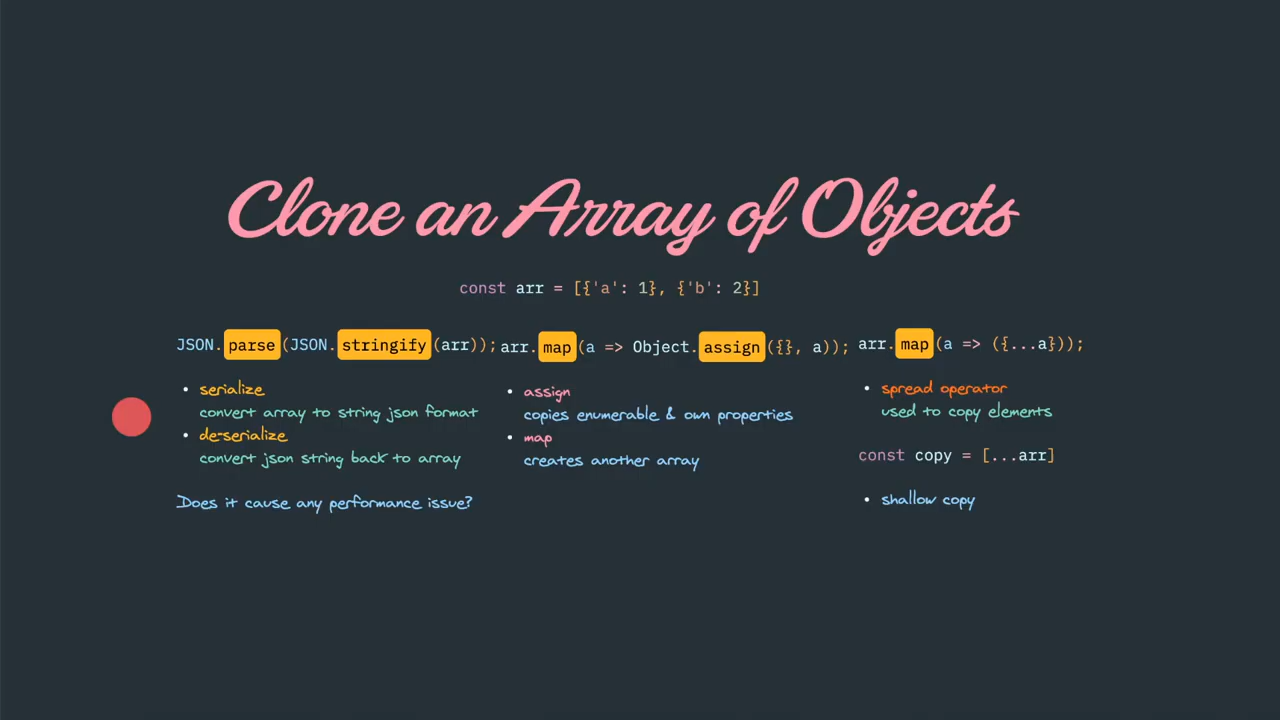 Clone an Array of Objects
const arr = [{'a': 1}, {'b': 2}]
JSON.parse(JSON.stringify(arr));
• serialize
convert array to string json format
• de-serialize
convert json string back to array
Does it cause any performance issue?
arr.map(a => Object.assign({}, a));
• assign
copies enumerable & own properties
• map
creates another array
arr.map(a => ({...a}));
• spread operator
used to copy elements
const copy = [...arr]
• shallow copy